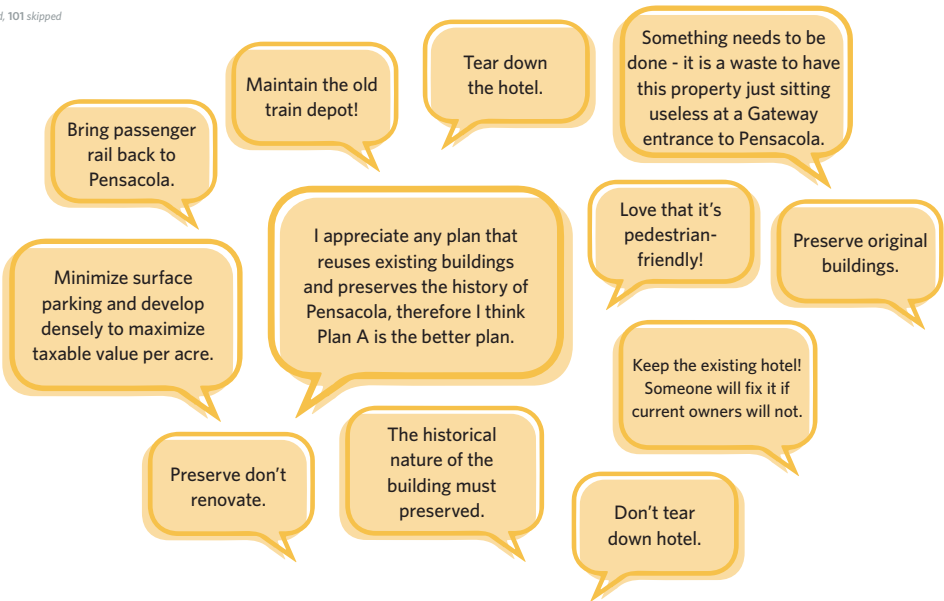 101 skipped
Something needs to be
done - it is a waste to have
this property just sitting
useless at a Gateway
entrance to Pensacola.
Tear down
the hotel.
Maintain the old
train depot!
Bring passenger
rail back to
Pensacola.
I appreciate any plan that
reuses existing buildings
and preserves the history of
Pensacola, therefore I think
Plan A is the better plan.
Love that it's
pedestrian-
friendly!
Preserve original
buildings.
Minimize surface
parking and develop
densely to maximize
taxable value per acre.
Keep the existing hotel!
Someone will fix it if
current owners will not.
The historical
nature of the
building must
preserved.
Preserve don't
renovate.
Don't tear
down hotel.